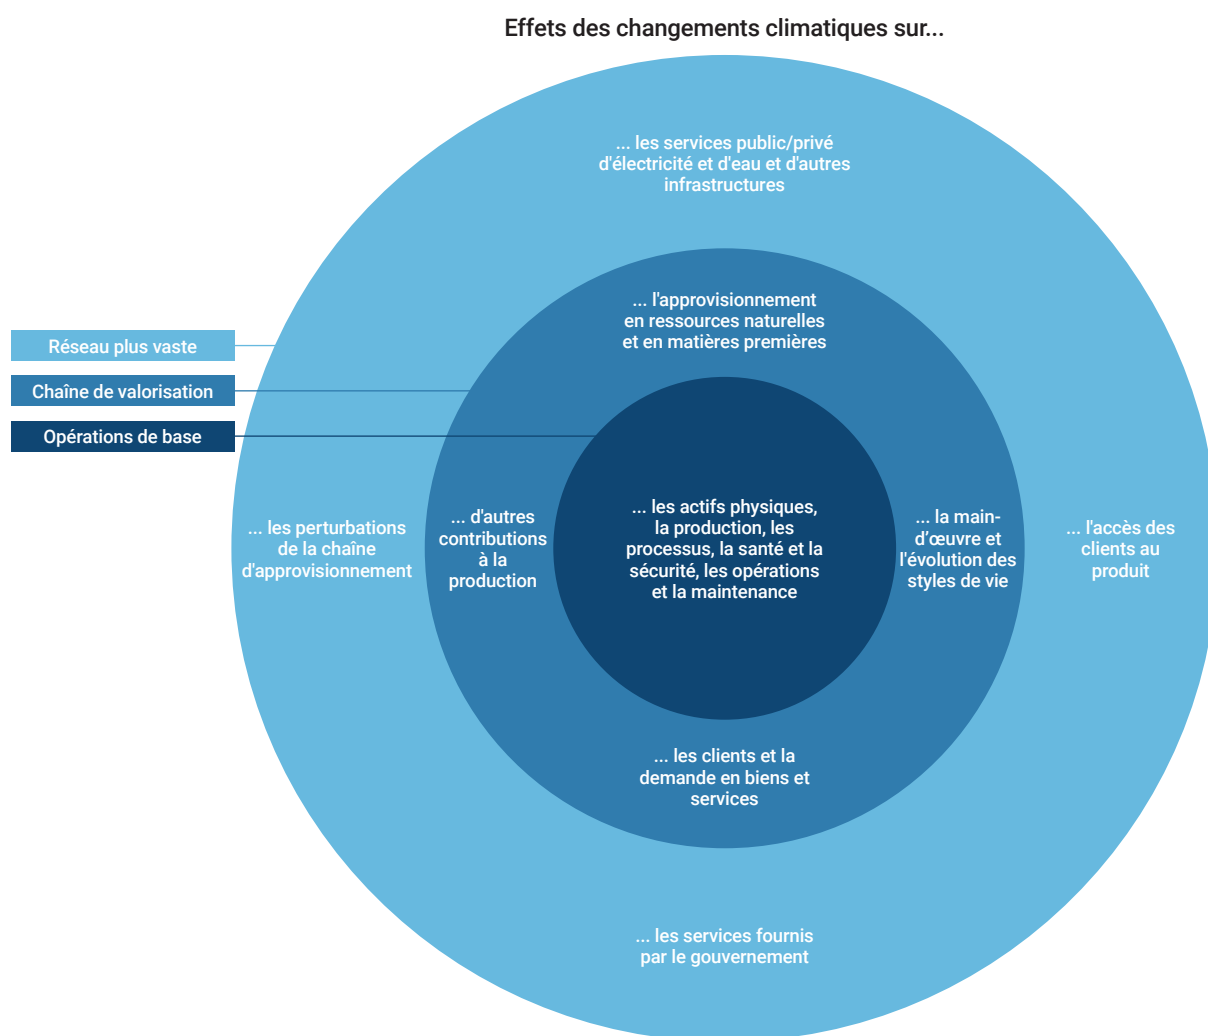 Effets des changements climatiques sur...
... les services public/privé
d'électricité et d'eau et d'autres
infrastructures
... l'approvisionnement
en ressources naturelles
et en matières premières
Réseau plus vaste
Chaîne de valorisation
Opérations de base
... les perturbations
de la chaîne
d'approvisionnement
... d'autres
contributions
à la
production
... les actifs physiques,
la production, les
processus, la santé et la
sécurité, les opérations
et la maintenance
... la main-
d’œuvre et
l'évolution des
styles de vie
... l'accès des
clients au
produit
... les clients et la
demande en biens et
services
... les services fournis
par le gouvernement